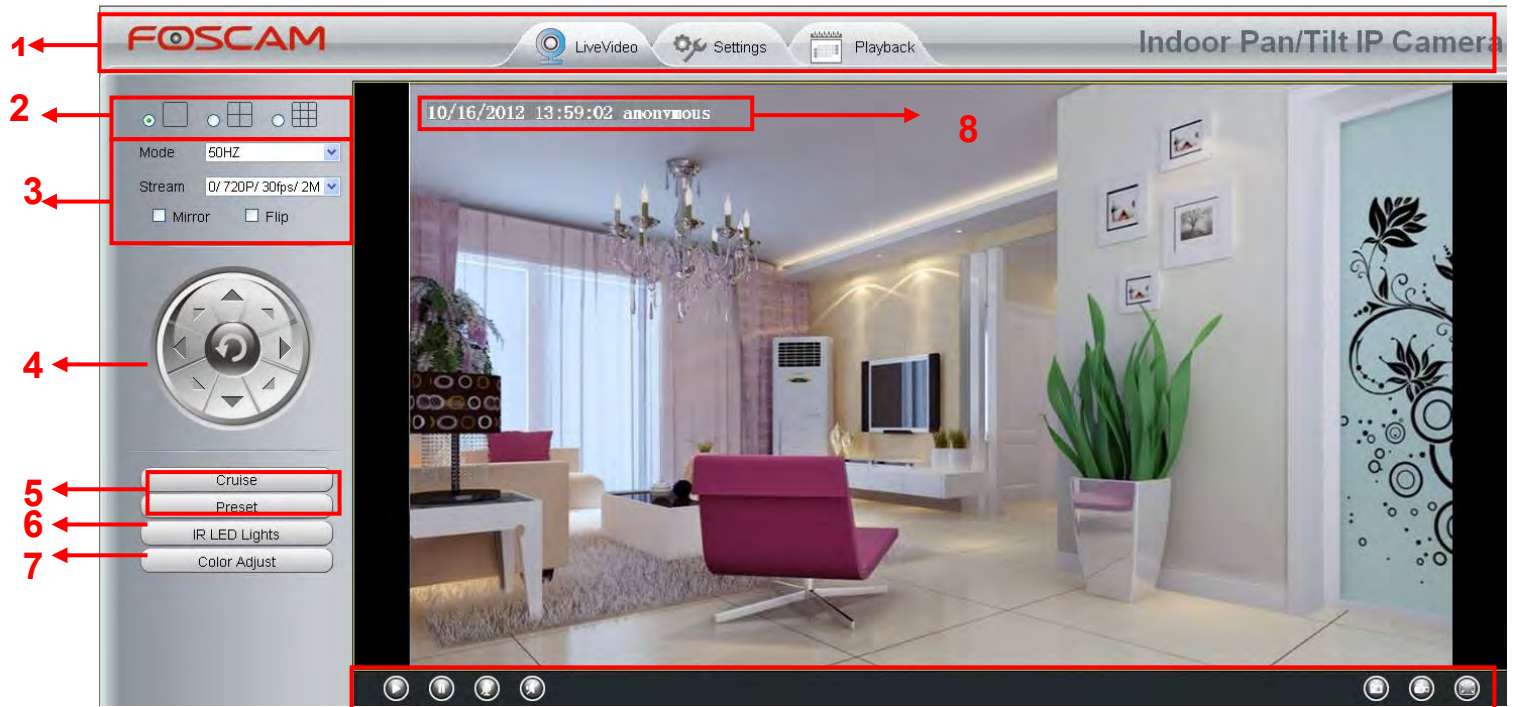 1
FOSCAM
LiveVideo
Settings
Playback
Indoor Pan/Tilt IP Camera
2
10/16/2012 13:59:02 anonymous
8
3
Mode 50HZ
Stream 0/ 720P/ 30fps/ 2M
Mirror Flip
4
5
Cruise
Preset
6
IR LED Lights
7
Color Adjust